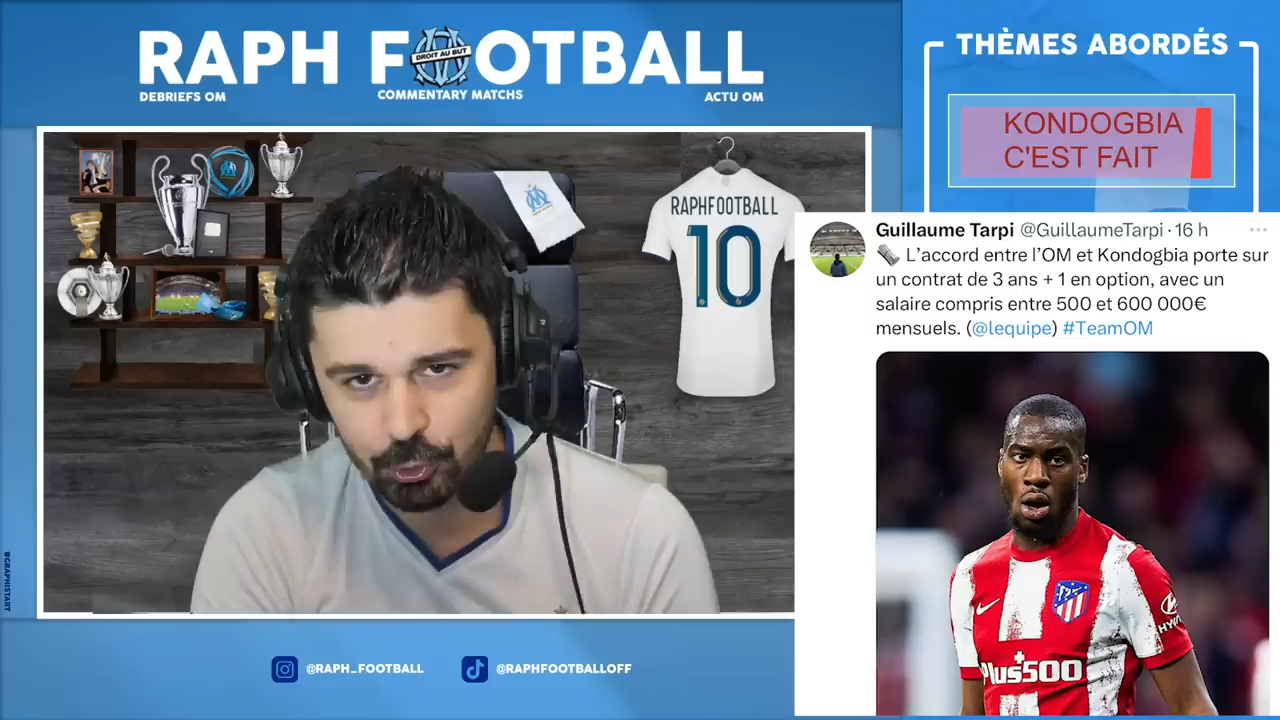 RAPH FOOTBALL
DROIT AU BUT
DEBRIEFS OM
COMMENTARY MATCHS
ACTU OM
THÈMES ABORDÉS
KONDOGBIA
C'EST FAIT
RAPHFOOTBALL
10
Guillaume Tarpi @GuillaumeTarpi · 16 h
L'accord entre l'OM et Kondogbia porte sur
un contrat de 3 ans + 1 en option, avec un
salaire compris entre 500 et 600 000€
mensuels. (@lequipe) #TeamOM
Plus500
HYU
#GRAPHISTART
@RAPH_FOOTBALL
@RAPHFOOTBALLOFF